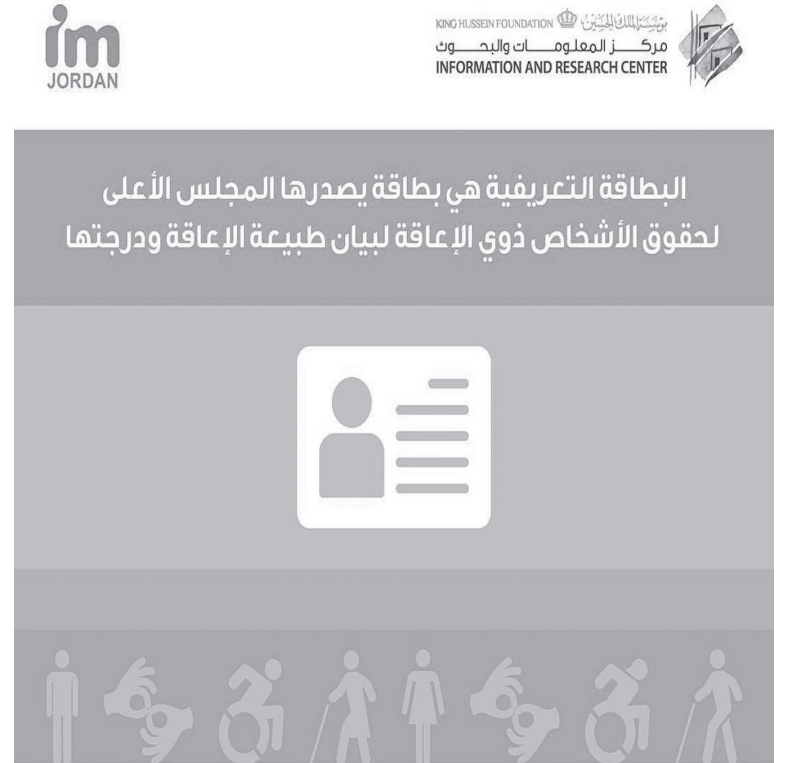 im
JORDAN
KING HUSSEIN FOUNDATION مؤسسة الملك الحسين
مركــز المعلومــات والبحــوث
INFORMATION AND RESEARCH CENTER
البطاقة التعريفية هي بطاقة يصدرها المجلس الأعلى
لحقوق الأشخاص ذوي الإعاقة لبيان طبيعة الإعاقة ودرجتها